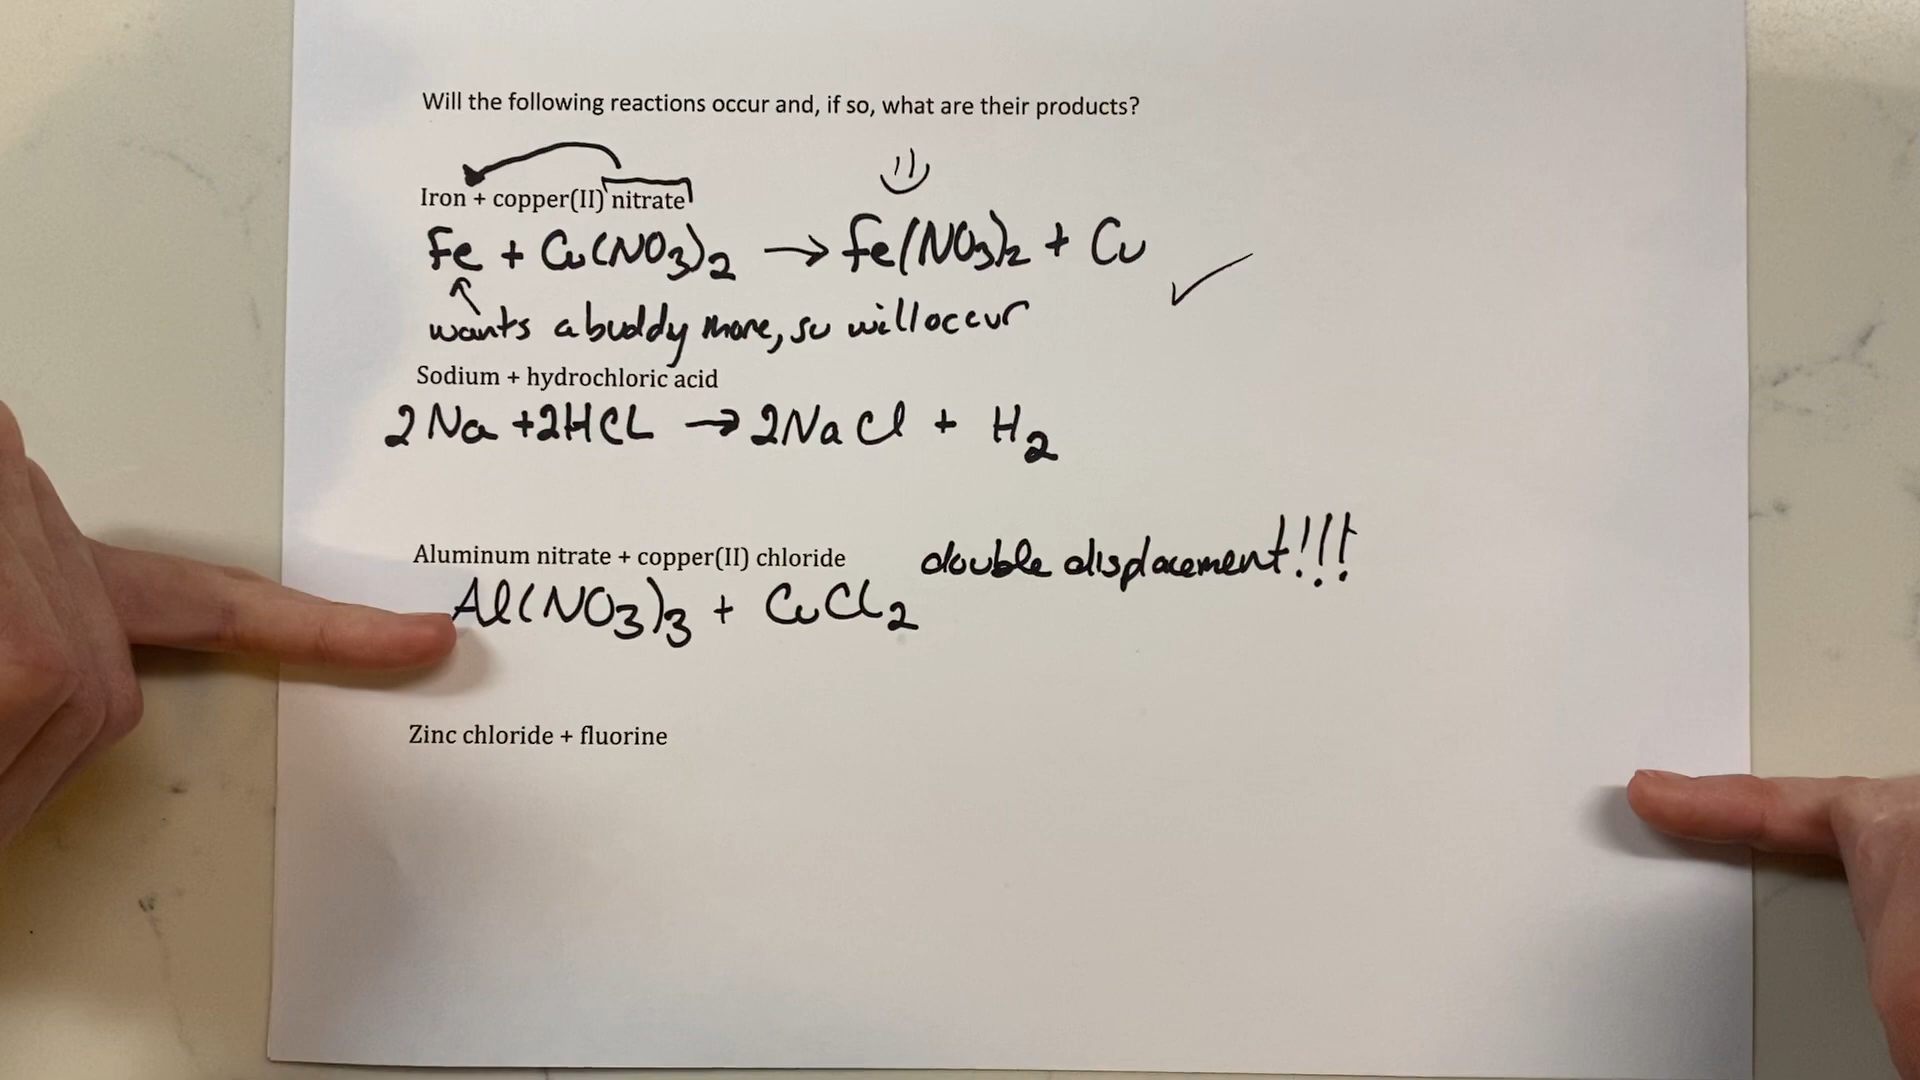 Will the following reactions occur and, if so, what are their products?
Iron + copper(II) nitrate
Fe + Cu(NO3)2 → Fe(NO3)2 + Cu ✓
wants a buddy more, so will occur
Sodium + hydrochloric acid
2Na +2HCL → 2NaCl + H2
Aluminum nitrate + copper(II) chloride double displacement!!!
Al(NO3)3 + CuCl2
Zinc chloride + fluorine